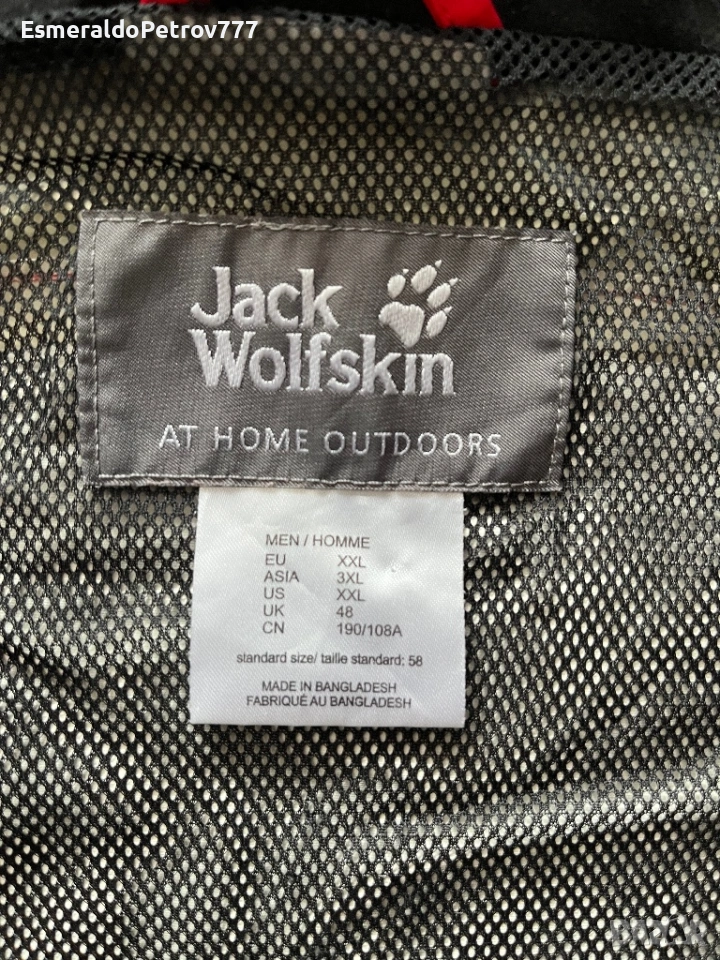 EsmeraldoPetrov777
Jack
Wolfskin
AT HOME OUTDOORS
MEN / HOMME
EU XXL
ASIA 3XL
US XXL
UK 48
CN 190/108A
standard size/ taille standard: 58
MADE IN BANGLADESH
FABRIQUÉ AU BANGLADESH